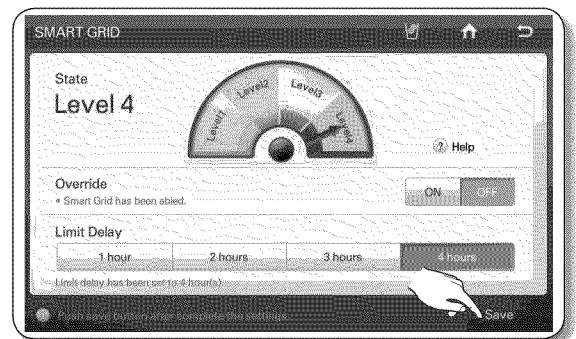 SMART GRID
State
Level 4
Level1
Level2
Level3
Level4
Help
Override
• Smart Grid has been abled.
ON OFF
Limit Delay
1 hour 2 hours 3 hours 4 hours
Limit delay has been set to 4 hour(s)
Push save button after complete the settings.
Save